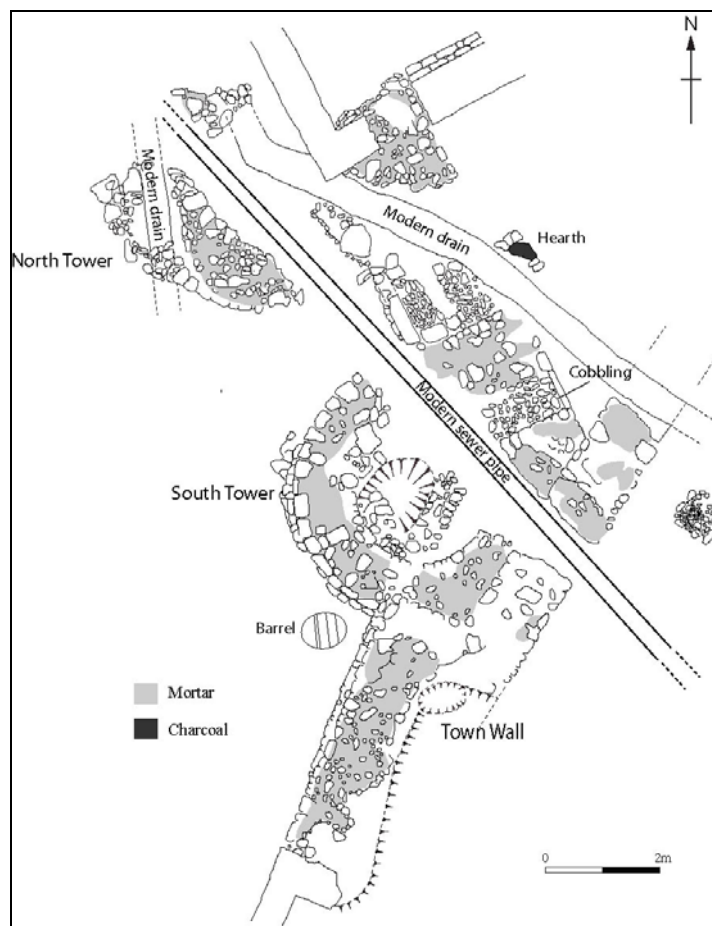 N
Modern drain
North Tower
Modern drain
Hearth
Cobbling
Modern sewer pipe
South Tower
Barrel
Mortar
Charcoal
Town Wall
0
2m